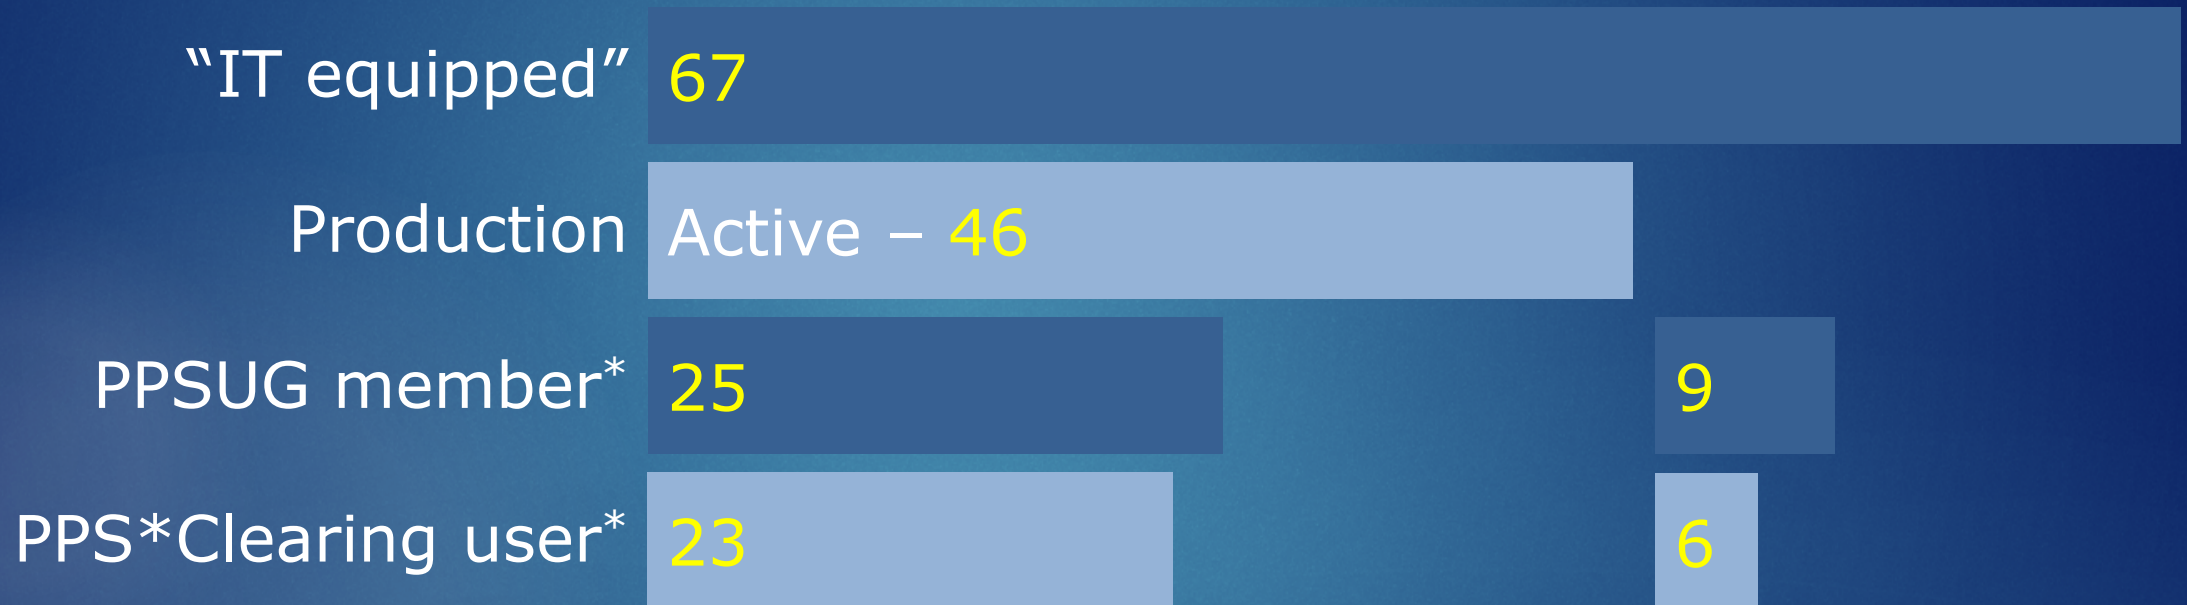 “IT equipped” 67
Production Active – 46
PPSUG member* 25 9
PPS*Clearing user* 23 6